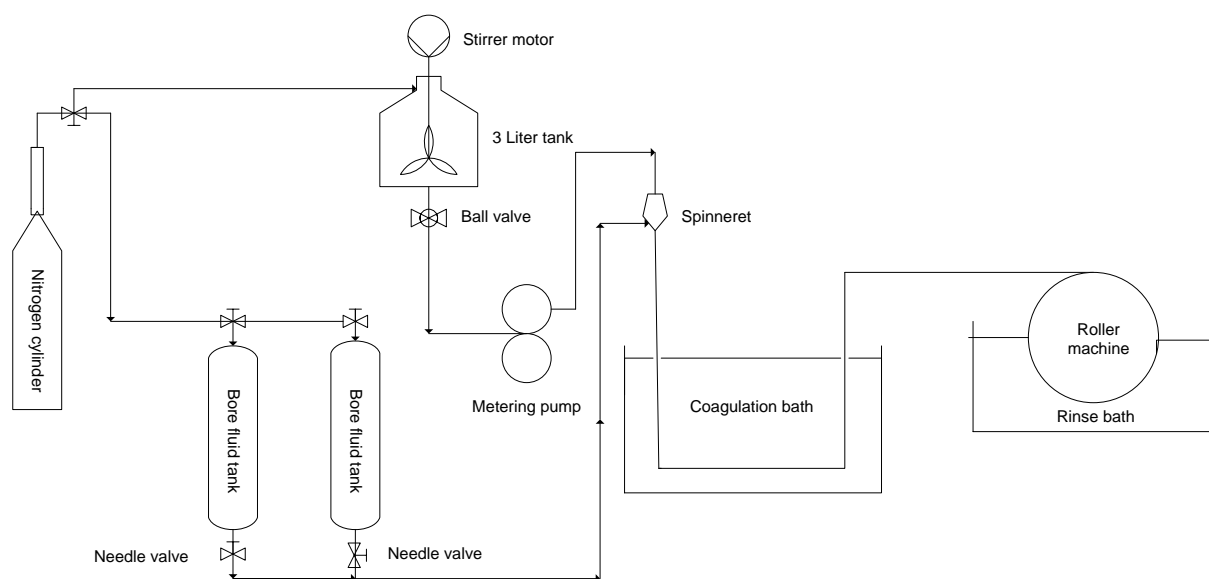 Stirrer motor
3 Liter tank
Ball valve
Spinneret
Nitrogen cylinder
Roller
machine
Metering pump
Coagulation bath
Rinse bath
Bore fluid tank
Bore fluid tank
Needle valve
Needle valve